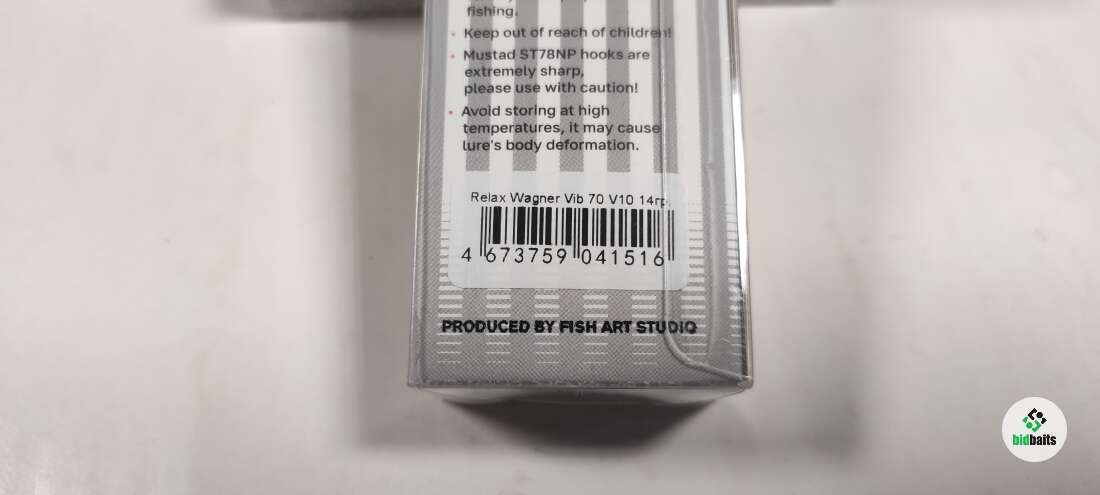 fishing.
• Keep out of reach of children!
• Mustad ST78NP hooks are
extremely sharp,
please use with caution!
• Avoid storing at high
temperatures, it may cause
lure's body deformation.
Relax Wagner Vib 70 V10 14гр.
4 673759 041516
PRODUCED BY FISH ART STUDIO
bidbaits